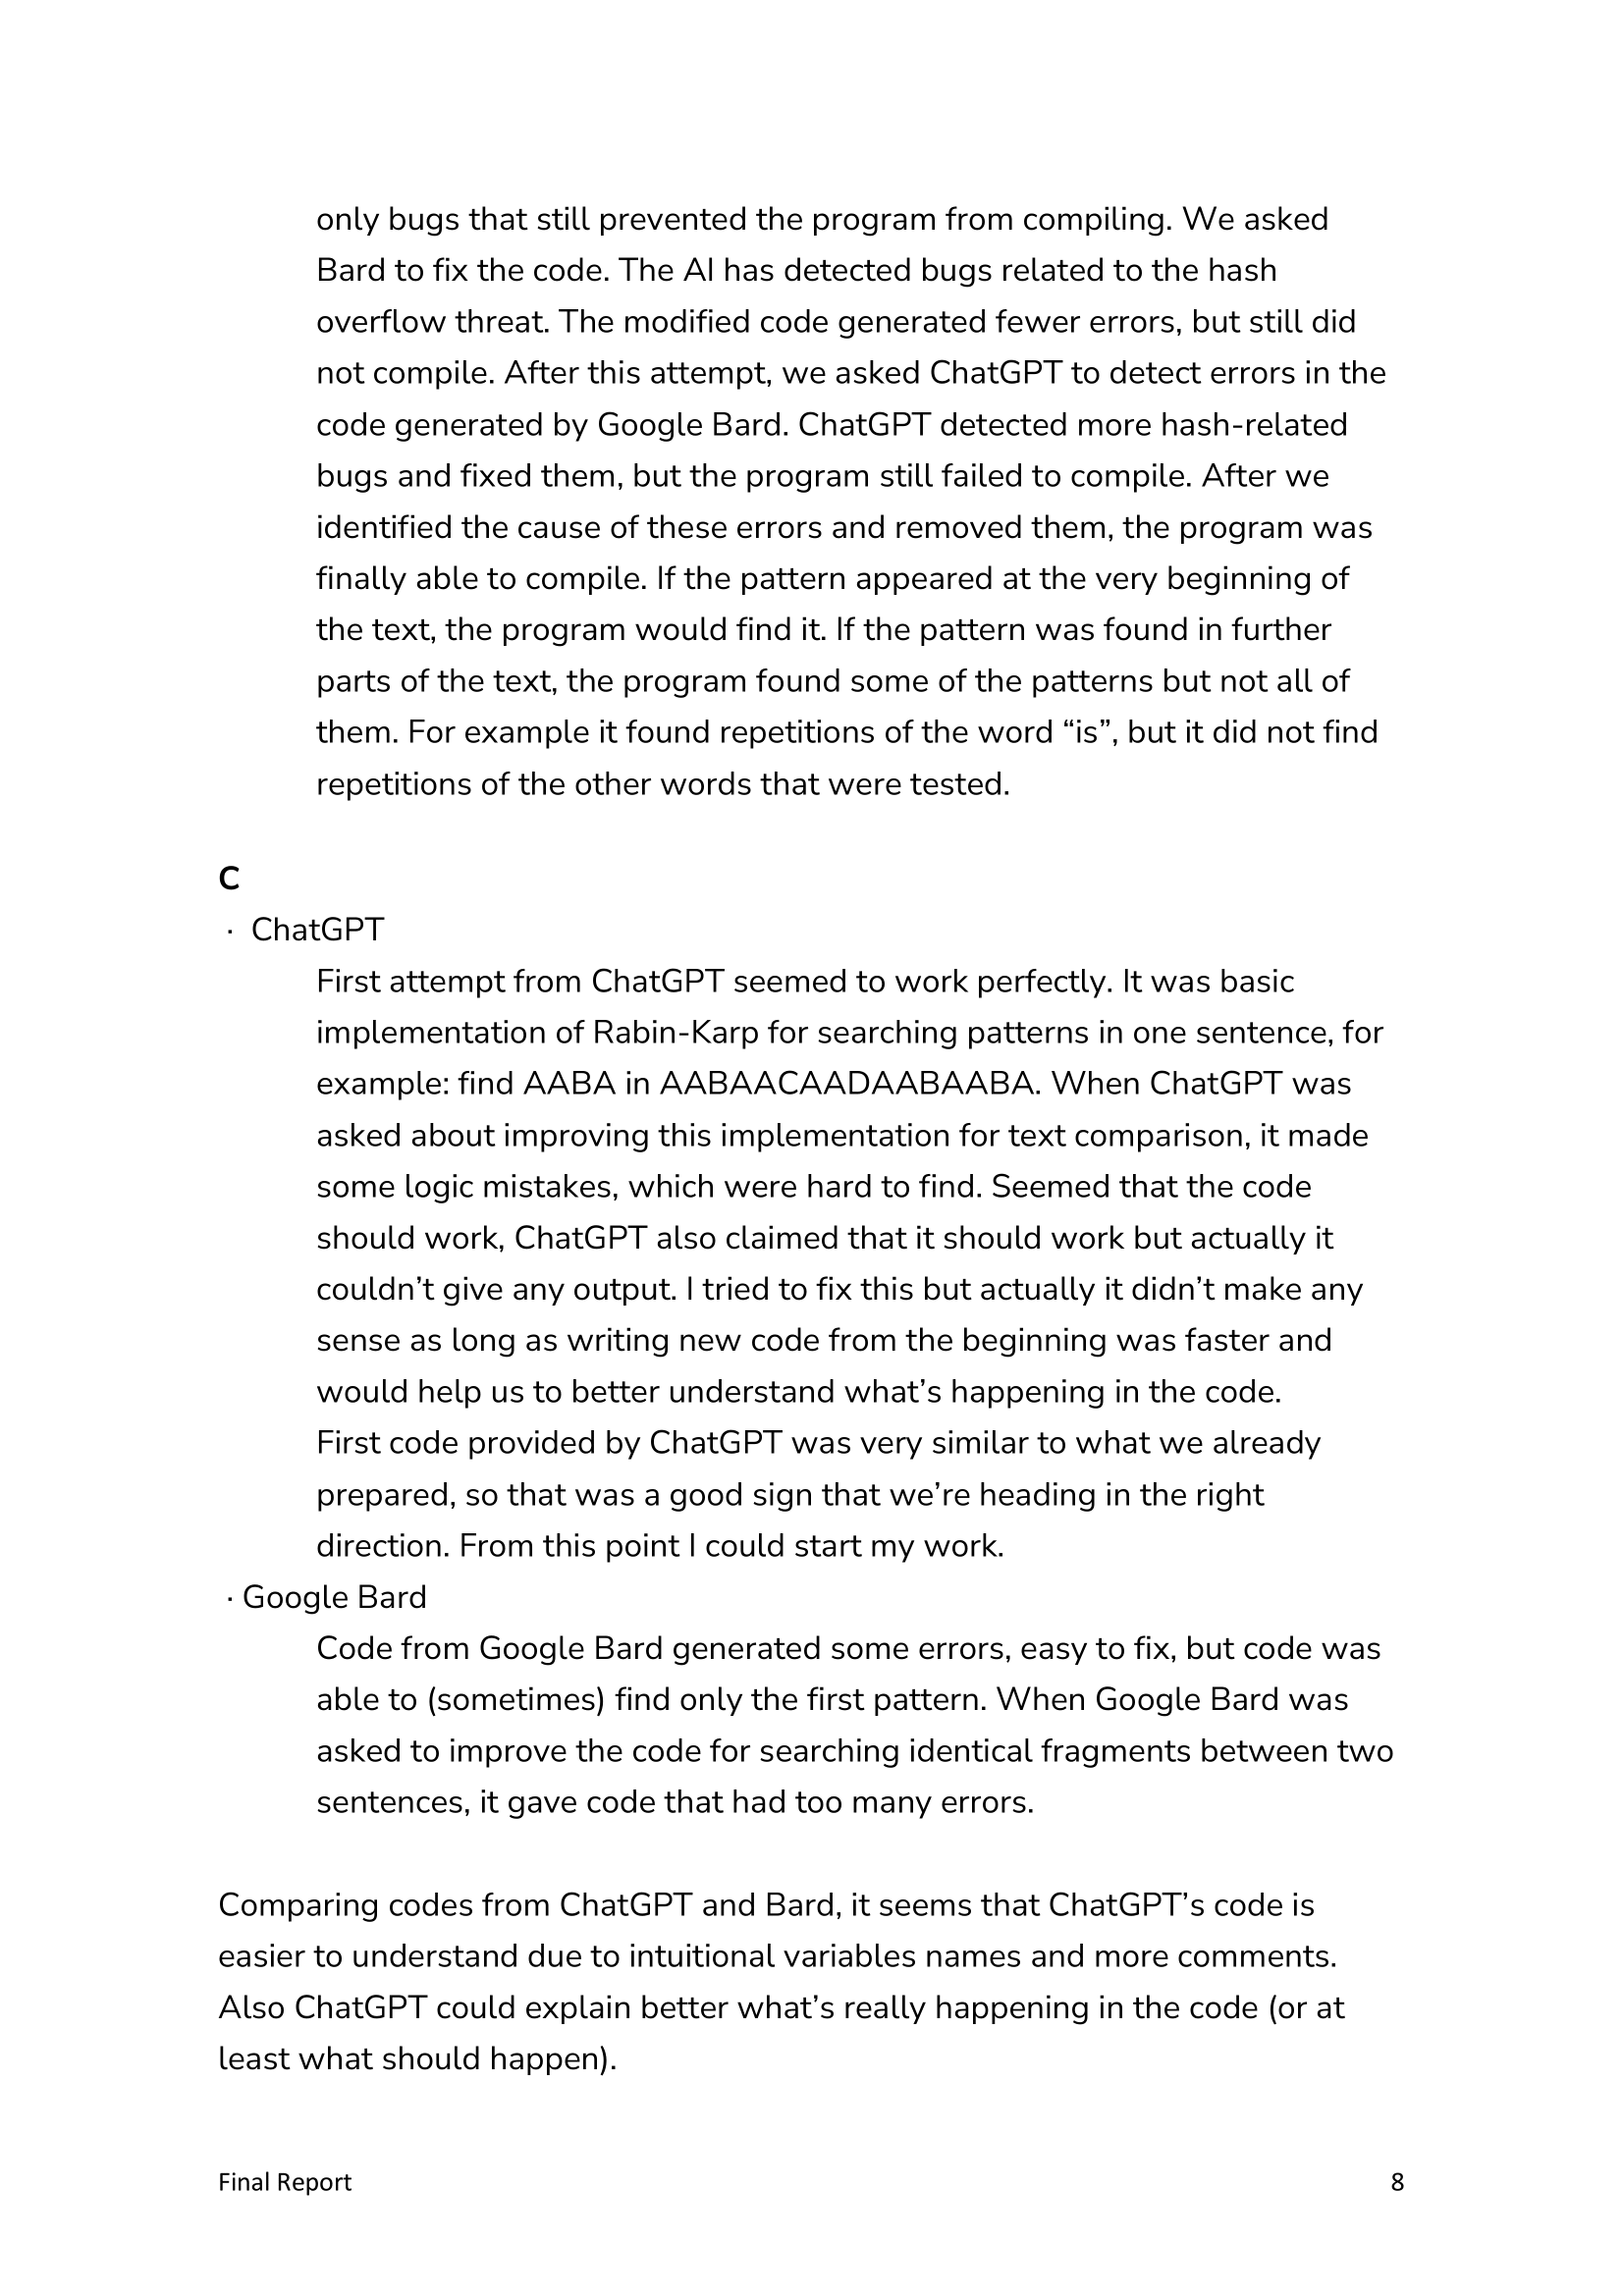 only bugs that still prevented the program from compiling. We asked
Bard to fix the code. The AI has detected bugs related to the hash
overflow threat. The modified code generated fewer errors, but still did
not compile. After this attempt, we asked ChatGPT to detect errors in the
code generated by Google Bard. ChatGPT detected more hash-related
bugs and fixed them, but the program still failed to compile. After we
identified the cause of these errors and removed them, the program was
finally able to compile. If the pattern appeared at the very beginning of
the text, the program would find it. If the pattern was found in further
parts of the text, the program found some of the patterns but not all of
them. For example it found repetitions of the word “is”, but it did not find
repetitions of the other words that were tested.
C
· ChatGPT
First attempt from ChatGPT seemed to work perfectly. It was basic
implementation of Rabin-Karp for searching patterns in one sentence, for
example: find AABA in AABAACAADAABAABA. When ChatGPT was
asked about improving this implementation for text comparison, it made
some logic mistakes, which were hard to find. Seemed that the code
should work, ChatGPT also claimed that it should work but actually it
couldn’t give any output. I tried to fix this but actually it didn’t make any
sense as long as writing new code from the beginning was faster and
would help us to better understand what’s happening in the code.
First code provided by ChatGPT was very similar to what we already
prepared, so that was a good sign that we’re heading in the right
direction. From this point I could start my work.
· Google Bard
Code from Google Bard generated some errors, easy to fix, but code was
able to (sometimes) find only the first pattern. When Google Bard was
asked to improve the code for searching identical fragments between two
sentences, it gave code that had too many errors.
Comparing codes from ChatGPT and Bard, it seems that ChatGPT’s code is
easier to understand due to intuitional variables names and more comments.
Also ChatGPT could explain better what’s really happening in the code (or at
least what should happen).
Final Report 8